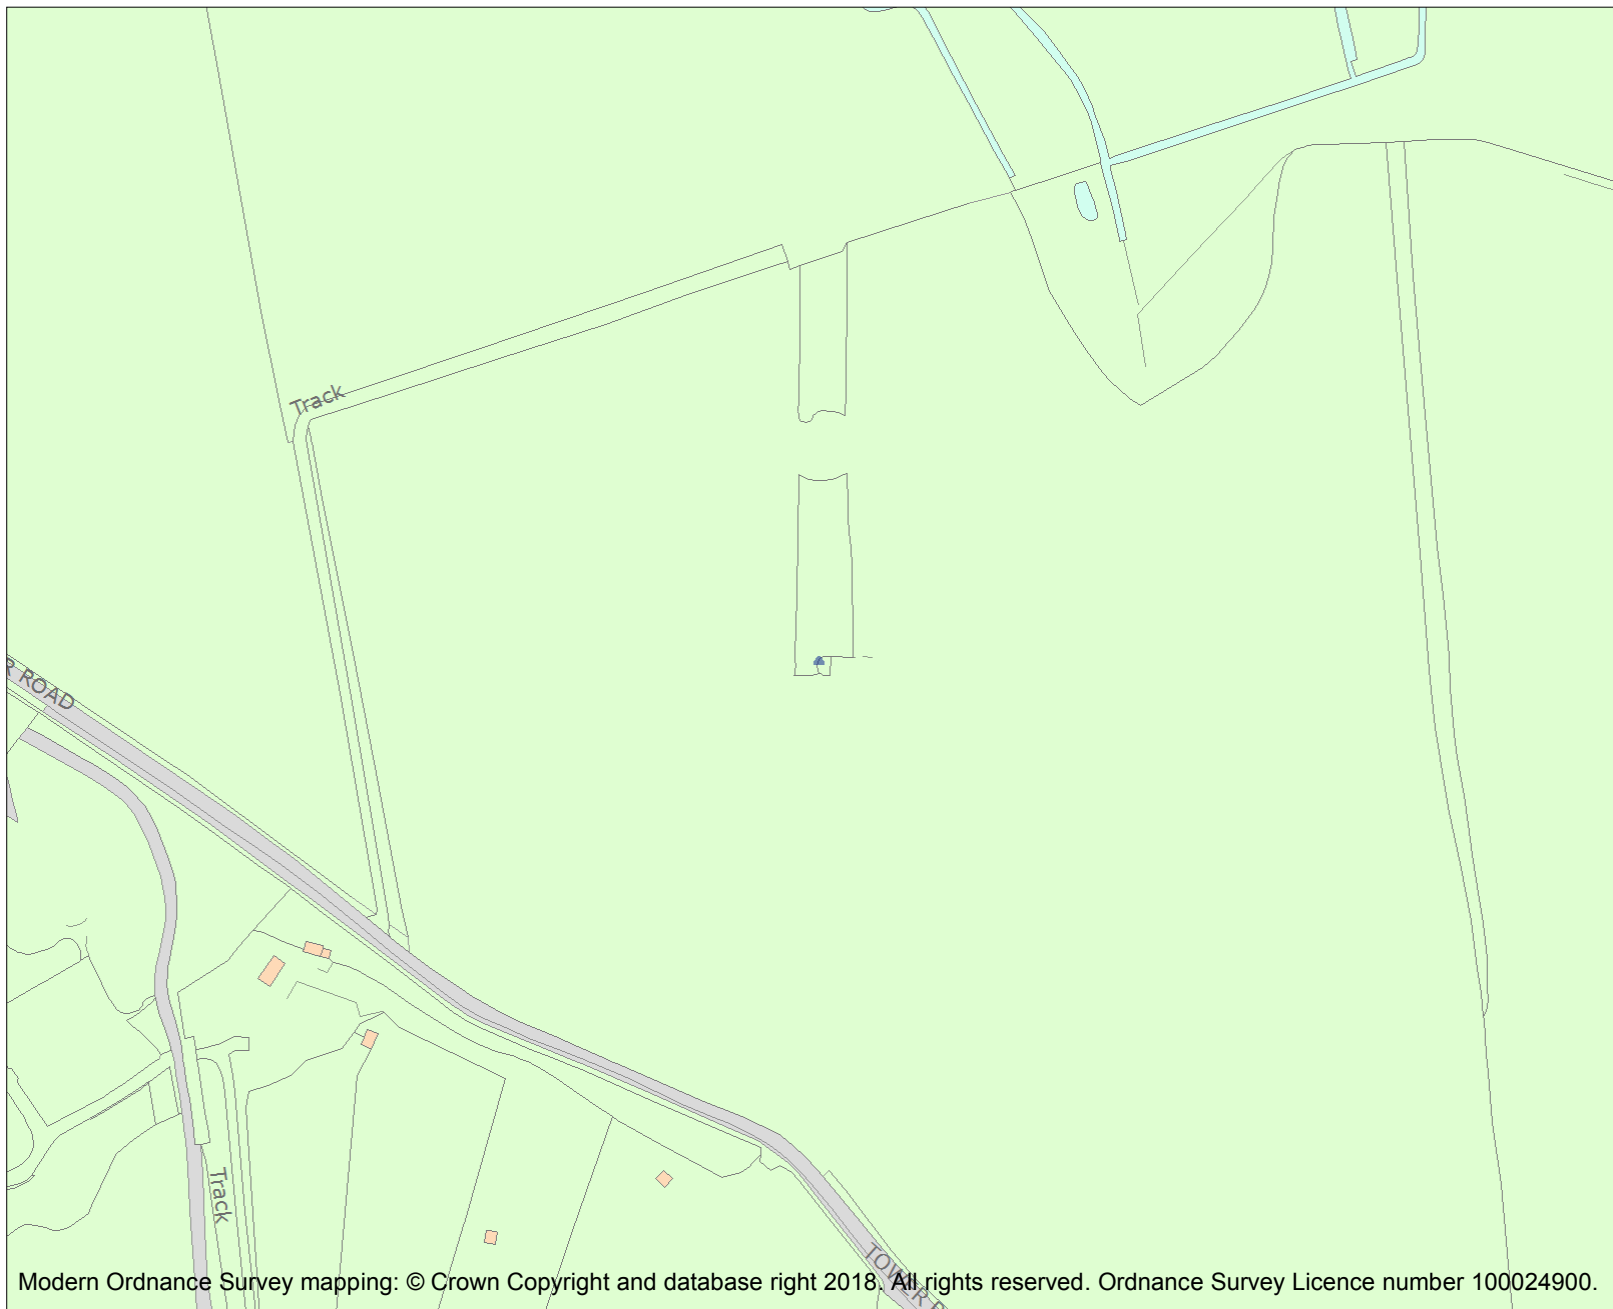 Track
R ROAD
Track
TOWER R
Modern Ordnance Survey mapping: © Crown Copyright and database right 2018. All rights reserved. Ordnance Survey Licence number 100024900.